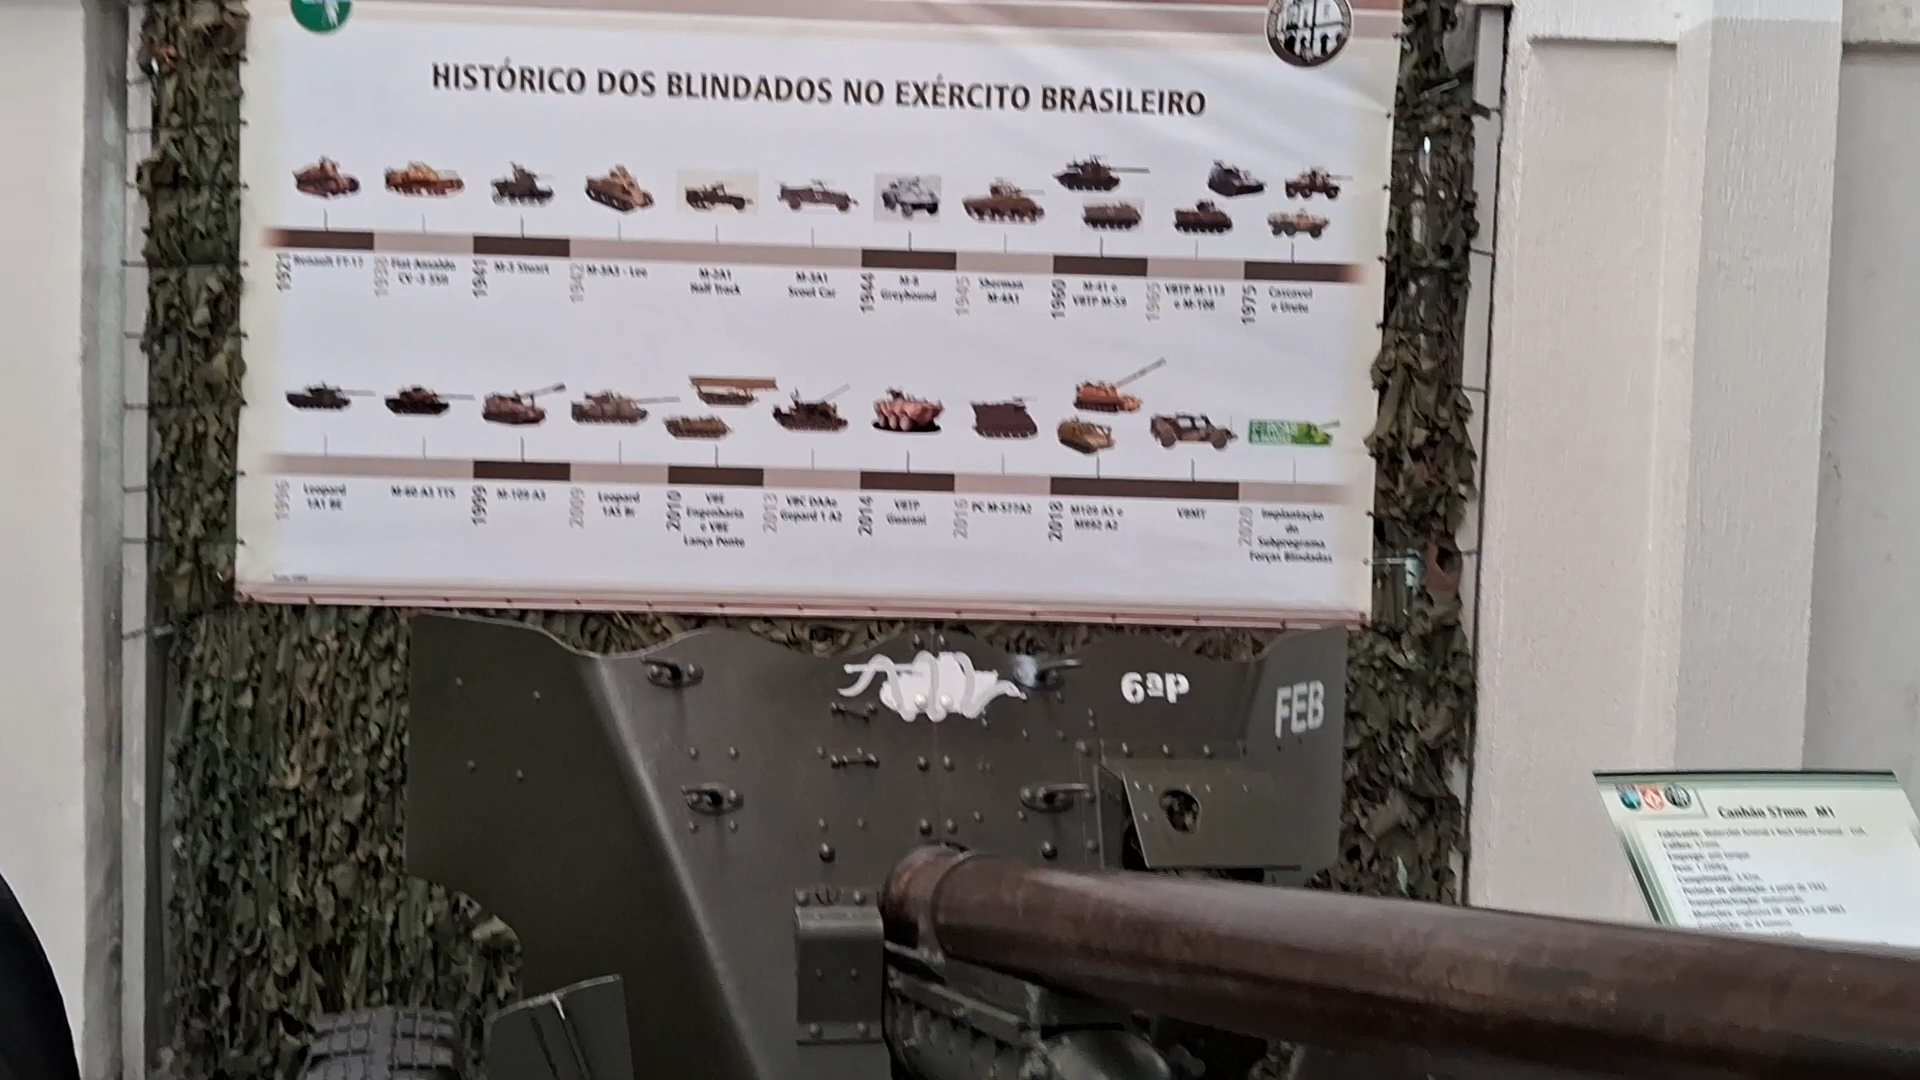 HISTÓRICO DOS BLINDADOS NO EXÉRCITO BRASILEIRO
1921
Renault FT-17
1938
Fiat Ansaldo
CV-3 35II
1941
M-3 Stuart
1942
M-3A3 - Lee
M-2A1
Half Track
M-3A1
Scout Car
1944
M-8
Greyhound
1945
Sherman
M-4A1
1960
M-41 e
VBTP M-59
1965
VBTP M-113
e M-108
1975
Cascavel
e Urutu
1996
Leopard
1A1 BE
M-60 A3 TTS
1999
M-109 A3
2009
Leopard
1A5 Br
2010
VBE
Engenharia
e VBE
Lança Ponte
2013
VBC DAAe
Gepard 1 A2
2014
VBTP
Guarani
2016
PC M-577A2
2018
M109 A5 e
M992 A2
VBMT
2020
Implantação
do
Subprograma
Forças Blindadas
6ªP
FEB
Canhão 57mm - M1